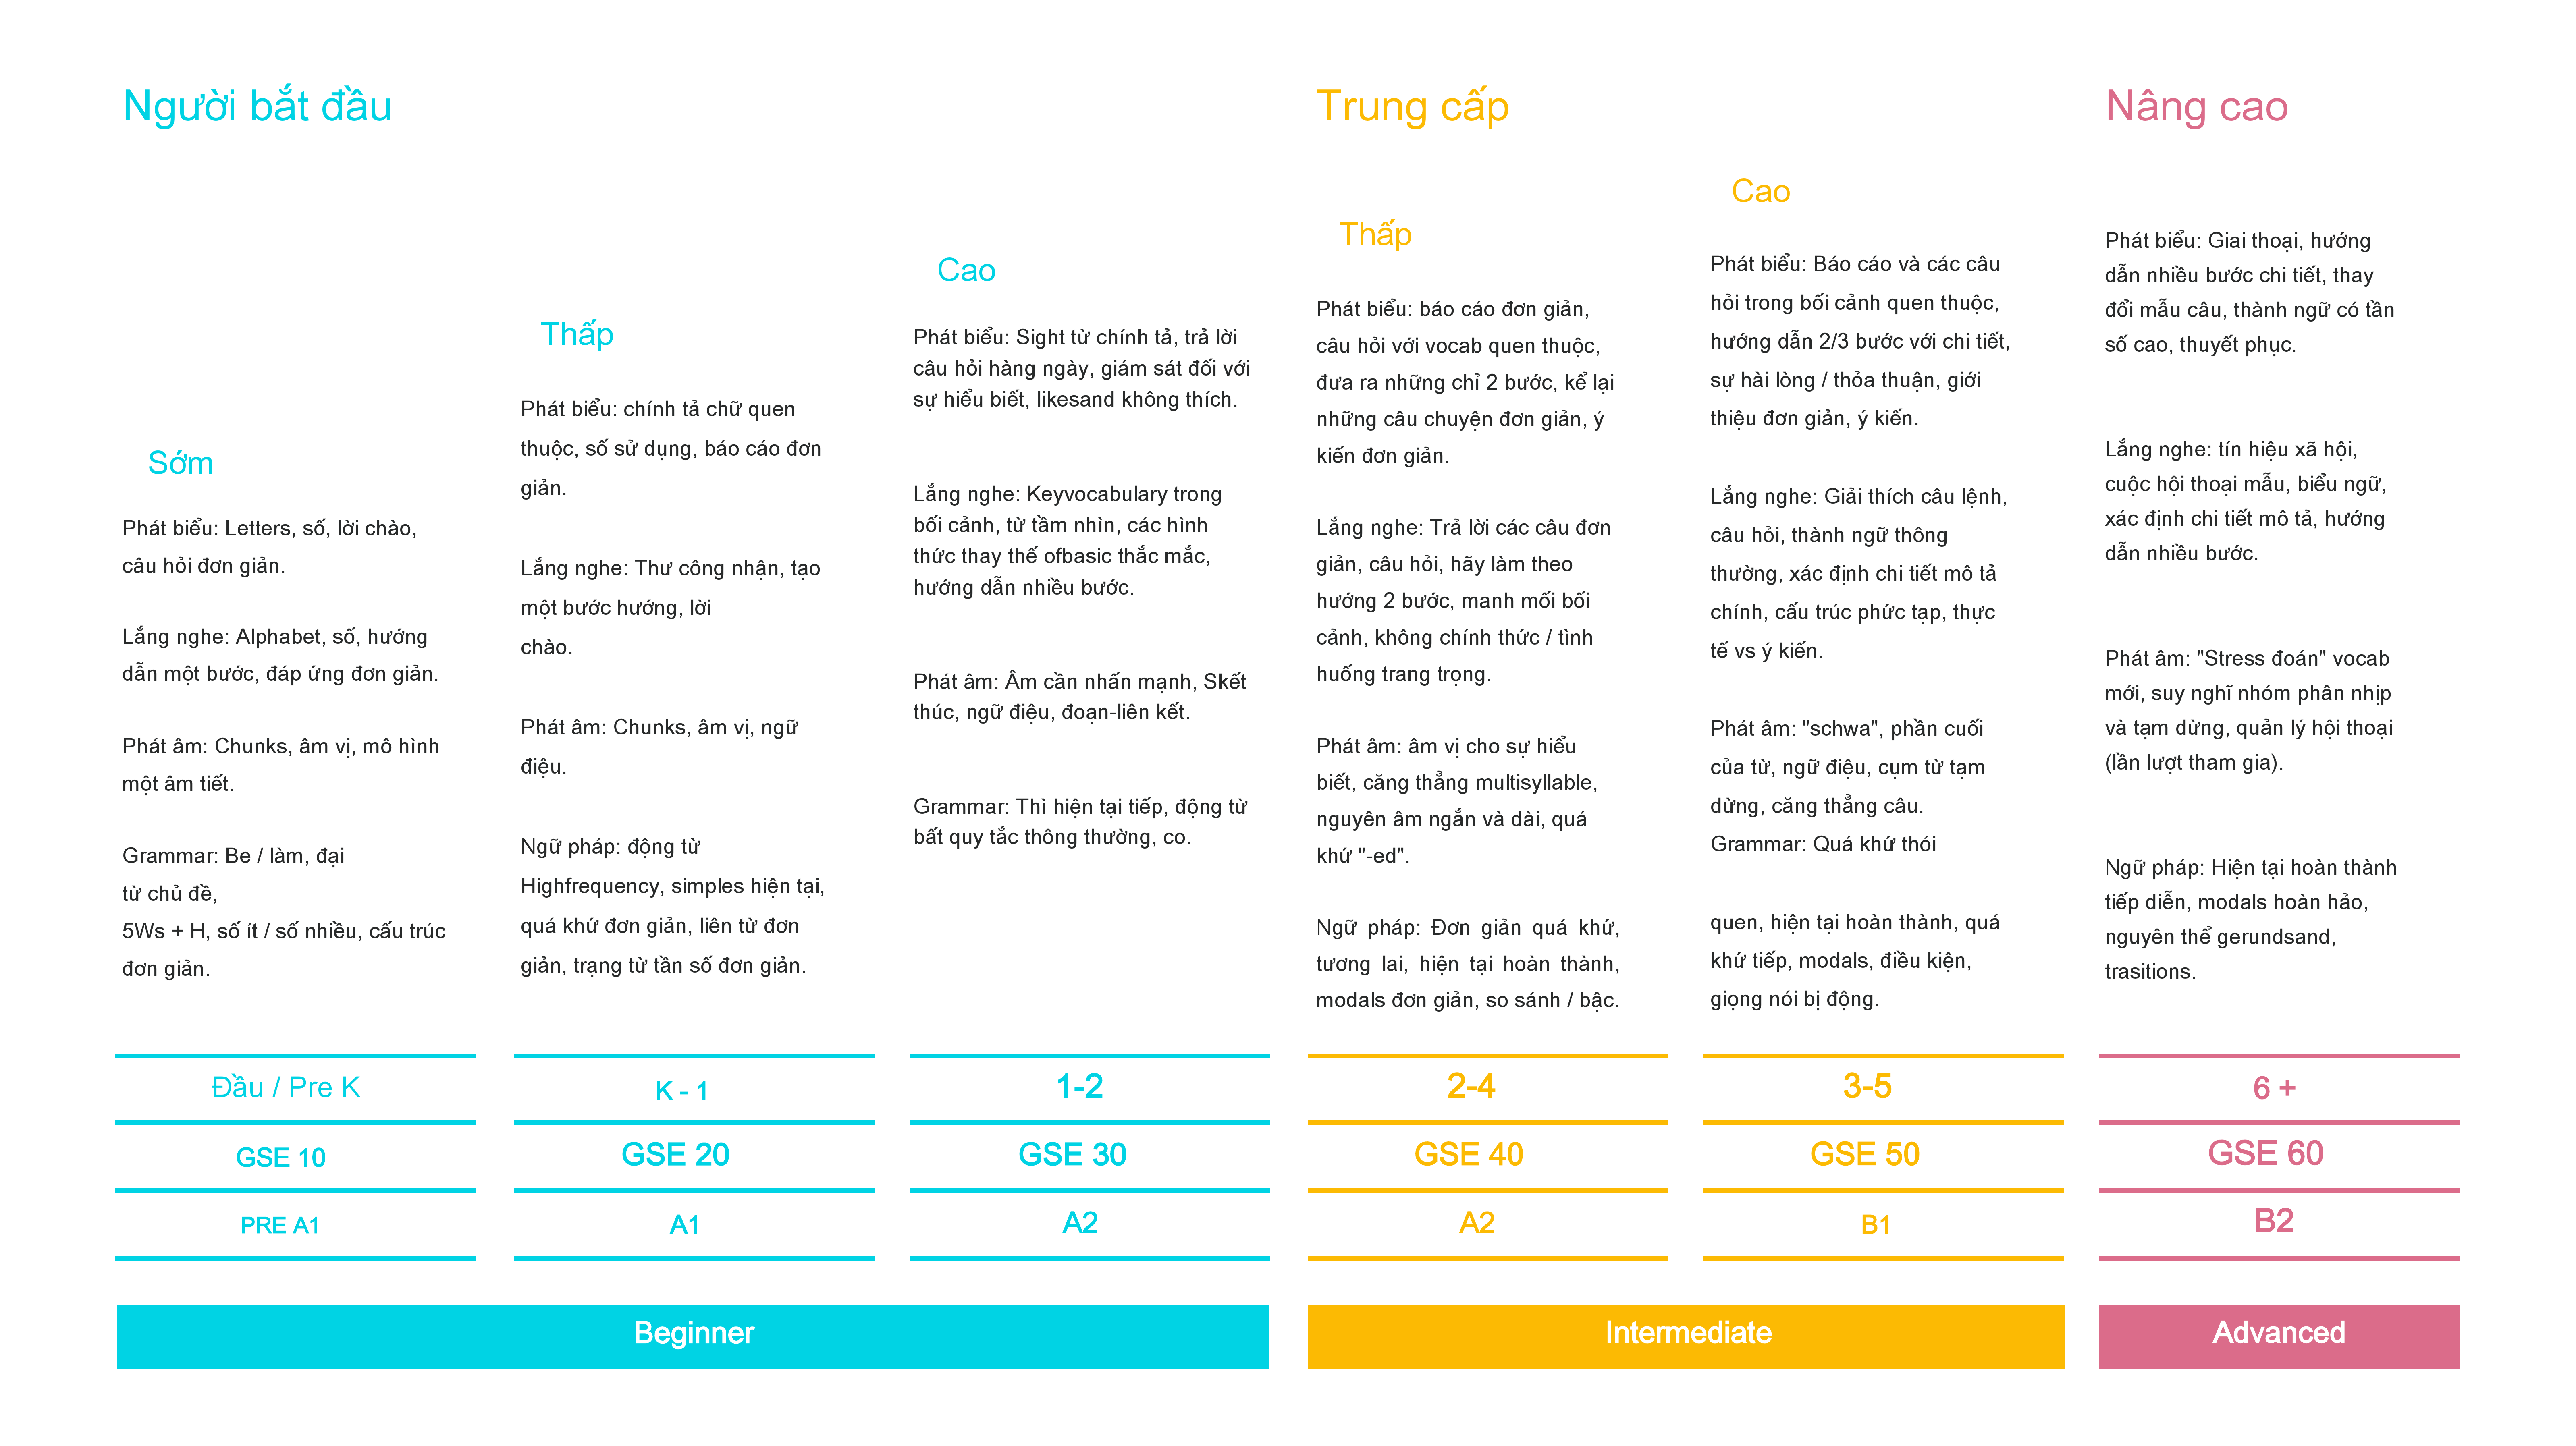 Người bắt đầu
Sớm
Phát biểu: Letters, số, lời chào,
câu hỏi đơn giản.
Lắng nghe: Alphabet, số, hướng
dẫn một bước, đáp ứng đơn giản.
Phát âm: Chunks, âm vị, mô hình
một âm tiết.
Grammar: Be / làm, đại
từ chủ đề,
5Ws + H, số ít / số nhiều, cấu trúc
đơn giản.
Thấp
Phát biểu: chính tả chữ quen
thuộc, số sử dụng, báo cáo đơn
giản.
Lắng nghe: Thư công nhận, tạo
một bước hướng, lời
chào.
Phát âm: Chunks, âm vị, ngữ
điệu.
Ngữ pháp: động từ
Highfrequency, simples hiện tại,
quá khứ đơn giản, liên từ đơn
giản, trạng từ tần số đơn giản.
Cao
Phát biểu: Sight từ chính tả, trả lời
câu hỏi hàng ngày, giám sát đối với
sự hiểu biết, likesand không thích.
Lắng nghe: Keyvocabulary trong
bối cảnh, từ tầm nhìn, các hình
thức thay thế ofbasic thắc mắc,
hướng dẫn nhiều bước.
Phát âm: Âm cần nhấn mạnh, Skết
thúc, ngữ điệu, đoạn-liên kết.
Grammar: Thì hiện tại tiếp, động từ
bất quy tắc thông thường, co.
Trung cấp
Thấp
Phát biểu: báo cáo đơn giản,
câu hỏi với vocab quen thuộc,
đưa ra những chỉ 2 bước, kể lại
những câu chuyện đơn giản, ý
kiến đơn giản.
Lắng nghe: Trả lời các câu đơn
giản, câu hỏi, hãy làm theo
hướng 2 bước, manh mối bối
cảnh, không chính thức / tình
huống trang trọng.
Phát âm: âm vị cho sự hiểu
biết, căng thẳng multisyllable,
nguyên âm ngắn và dài, quá
khứ "-ed".
Ngữ pháp: Đơn giản quá khứ,
tương lai, hiện tại hoàn thành,
modals đơn giản, so sánh / bậc.
Cao
Phát biểu: Báo cáo và các câu
hỏi trong bối cảnh quen thuộc,
hướng dẫn 2/3 bước với chi tiết,
sự hài lòng / thỏa thuận, giới
thiệu đơn giản, ý kiến.
Lắng nghe: Giải thích câu lệnh,
câu hỏi, thành ngữ thông
thường, xác định chi tiết mô tả
chính, cấu trúc phức tạp, thực
tế vs ý kiến.
Phát âm: "schwa", phần cuối
của từ, ngữ điệu, cụm từ tạm
dừng, căng thẳng câu.
Grammar: Quá khứ thói
quen, hiện tại hoàn thành, quá
khứ tiếp, modals, điều kiện,
giọng nói bị động.
Nâng cao
Phát biểu: Giai thoại, hướng
dẫn nhiều bước chi tiết, thay
đổi mẫu câu, thành ngữ có tần
số cao, thuyết phục.
Lắng nghe: tín hiệu xã hội,
cuộc hội thoại mẫu, biểu ngữ,
xác định chi tiết mô tả, hướng
dẫn nhiều bước.
Phát âm: "Stress đoán" vocab
mới, suy nghĩ nhóm phân nhịp
và tạm dừng, quản lý hội thoại
(lần lượt tham gia).
Ngữ pháp: Hiện tại hoàn thành
tiếp diễn, modals hoàn hảo,
nguyên thể gerundsand,
trasitions.
Đầu / Pre K
K - 1
1-2
2-4
3-5
6 +
GSE 10
GSE 20
GSE 30
GSE 40
GSE 50
GSE 60
PRE A1
A1
A2
A2
B1
B2
Beginner
Intermediate
Advanced